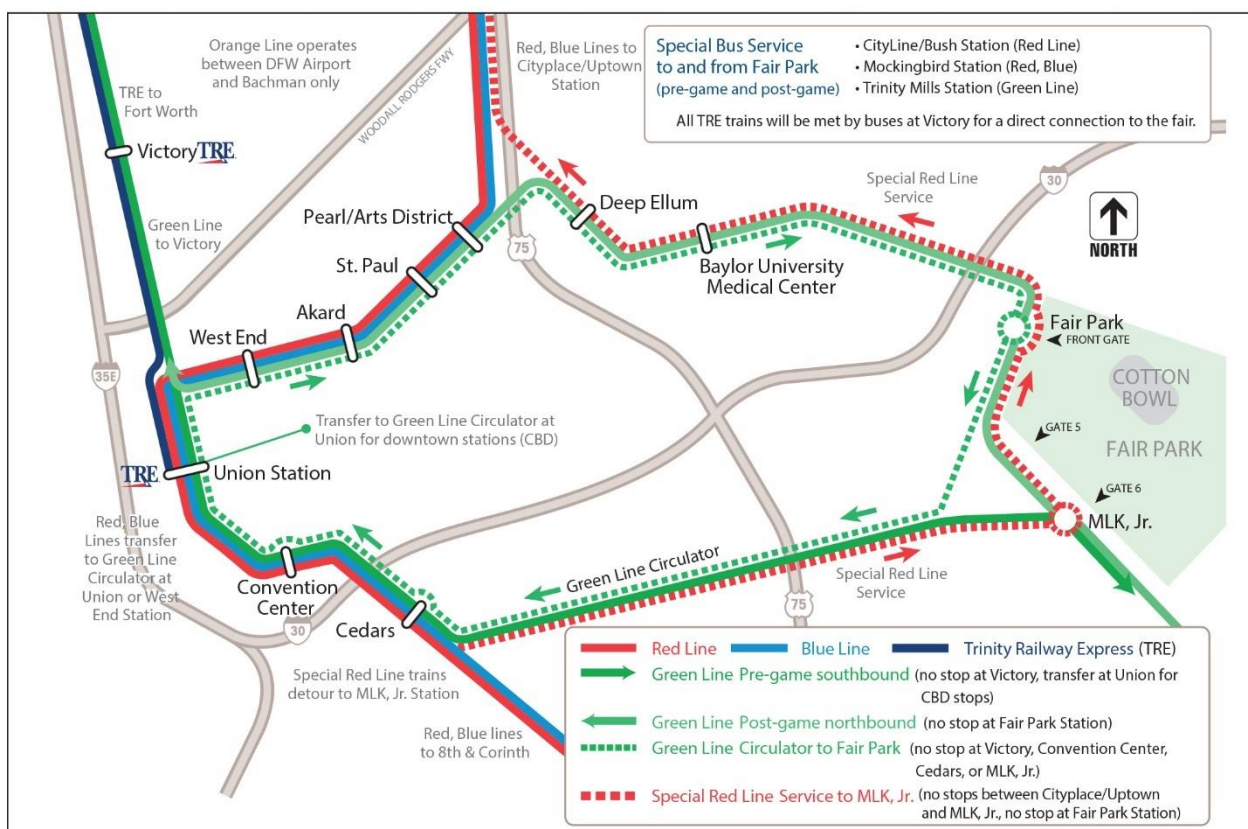 Orange Line operates
between DFW Airport
and Bachman only
WOODALL RODGERS FWY
Red, Blue Lines to
Cityplace/Uptown
Station
Special Bus Service
to and from Fair Park
(pre-game and post-game)
• CityLine/Bush Station (Red Line)
• Mockingbird Station (Red, Blue)
• Trinity Mills Station (Green Line)
All TRE trains will be met by buses at Victory for a direct connection to the fair.
TRE to
Fort Worth
Victory TRE
Green Line
to Victory
Pearl/Arts District
St. Paul
Akard
West End
75
Deep Ellum
Baylor University
Medical Center
Special Red Line
Service
30
NORTH
Fair Park
FRONT GATE
COTTON
BOWL
GATE 5
FAIR PARK
GATE 6
MLK, Jr.
35E
Transfer to Green Line Circulator at
Union for downtown stations (CBD)
TRE
Union Station
Red, Blue
Lines transfer
to Green Line
Circulator at
Union or West
End Station
Convention
Center
30
Cedars
Green Line Circulator
Special Red Line
Service
75
Special Red Line trains
detour to MLK, Jr. Station
Red, Blue lines
to 8th & Corinth
Red Line
Blue Line
Trinity Railway Express (TRE)
Green Line Pre-game southbound (no stop at Victory, transfer at Union for
CBD stops)
Green Line Post-game northbound (no stop at Fair Park Station)
Green Line Circulator to Fair Park (no stop at Victory, Convention Center,
Cedars, or MLK, Jr.)
Special Red Line Service to MLK, Jr. (no stops between Cityplace/Uptown
and MLK, Jr., no stop at Fair Park Station)